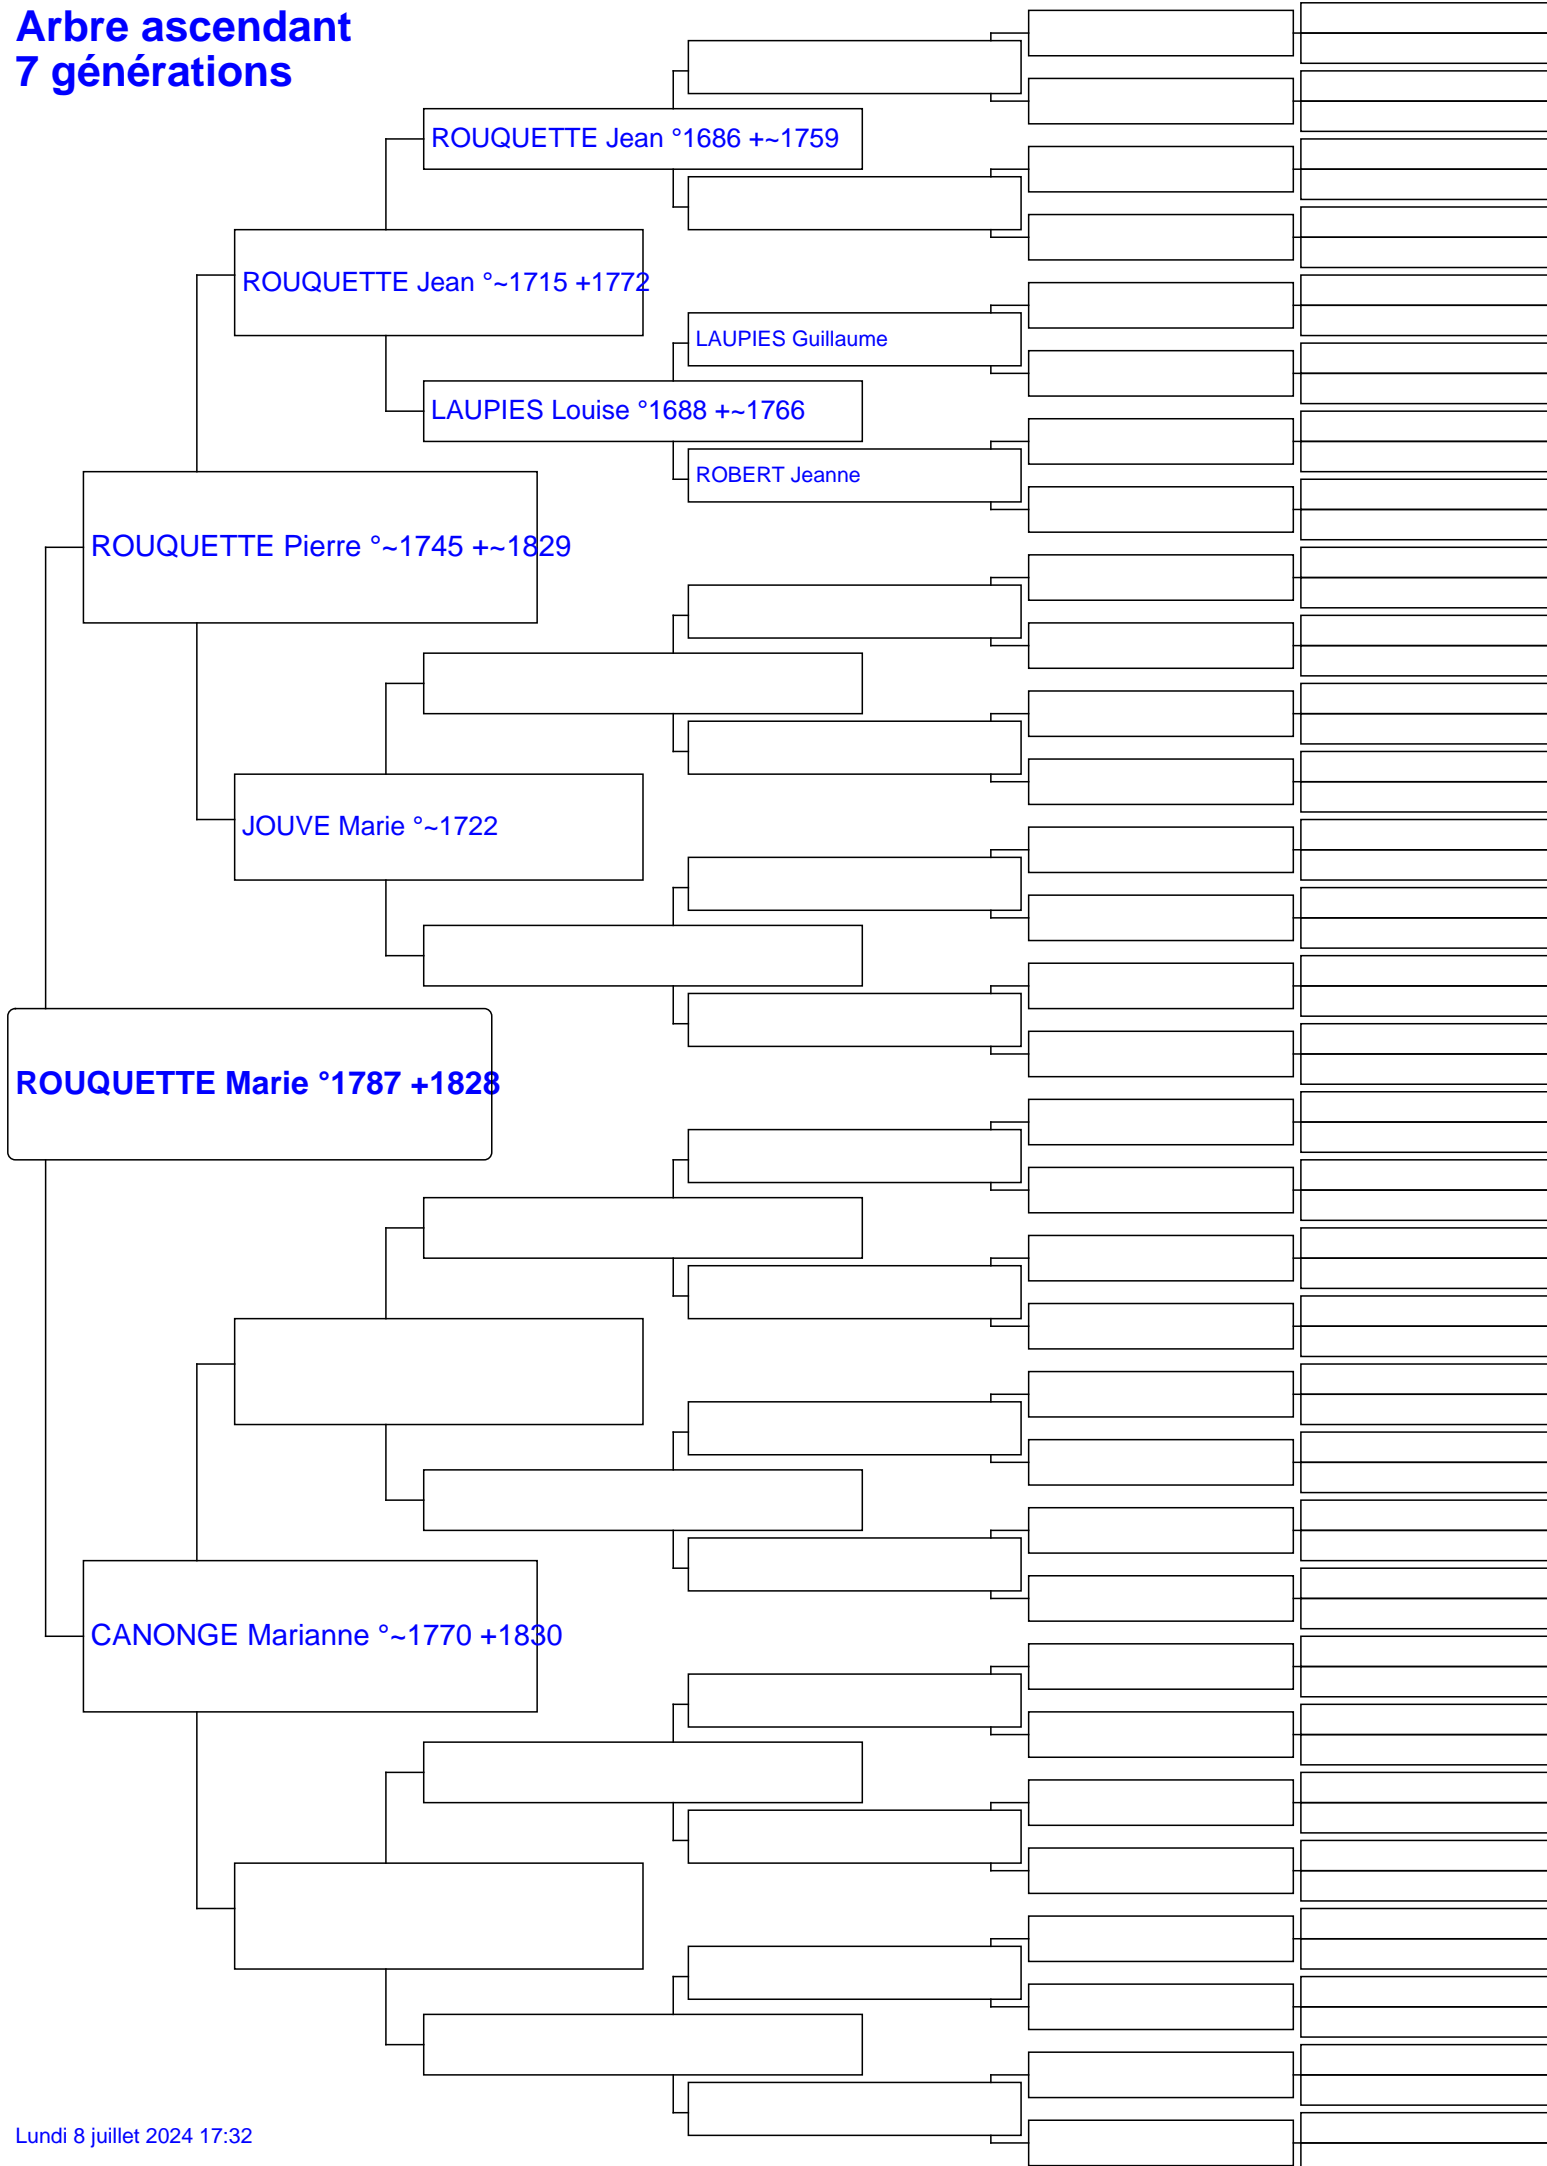 Arbre ascendant
7 générations
ROUQUETTE Jean °1686 +~1759
ROUQUETTE Jean °~1715 +1772
LAUPIES Guillaume
LAUPIES Louise °1688 +~1766
ROBERT Jeanne
ROUQUETTE Pierre °~1745 +~1829
JOUVE Marie °~1722
ROUQUETTE Marie °1787 +1828
CANONGE Marianne °~1770 +1830
Lundi 8 juillet 2024 17:32